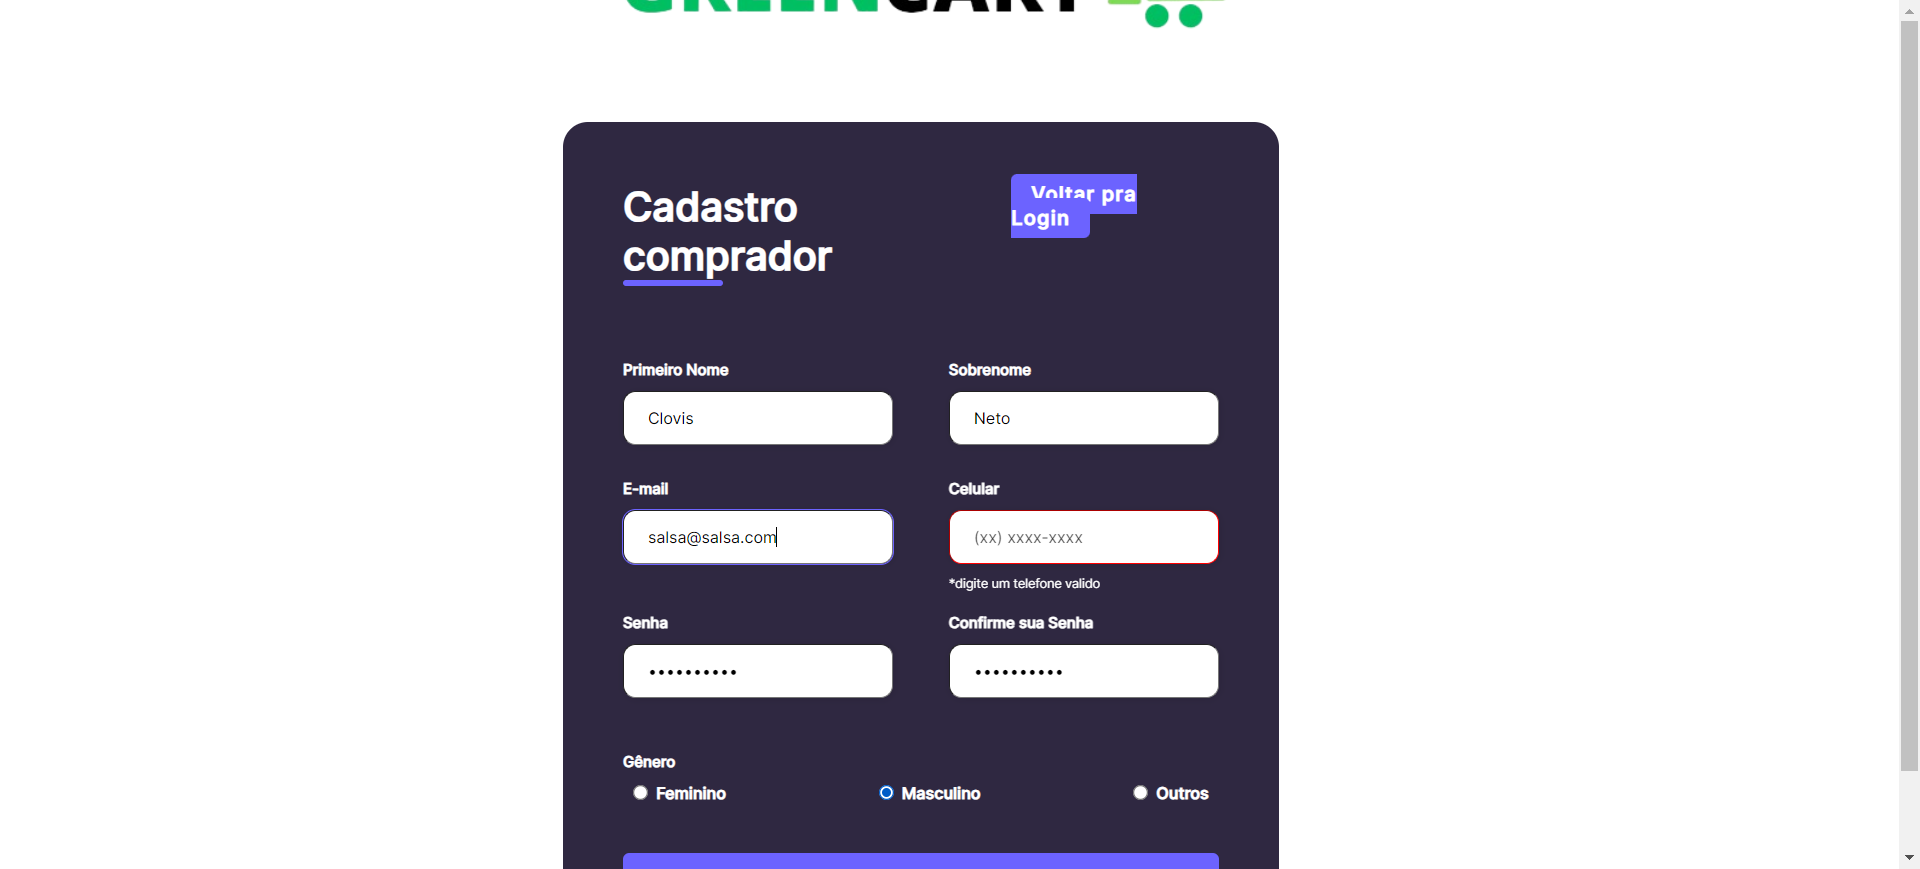 GREENCART
Cadastro
comprador
Voltar pra
Login
Primeiro Nome
Sobrenome
Clovis
Neto
E-mail
Celular
salsa@salsa.com
(xx) xxxx-xxxx
*digite um telefone valido
Senha
Confirme sua Senha
••••••••••
••••••••••
Gênero
Feminino
Masculino
Outros